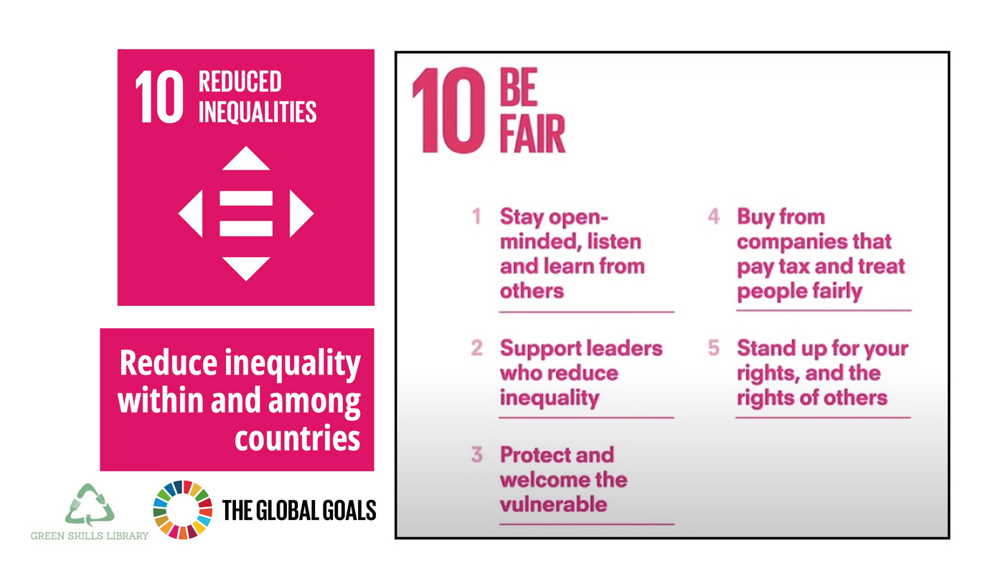 10 REDUCED
INEQUALITIES
Reduce inequality
within and among
countries
GREEN SKILLS LIBRARY
THE GLOBAL GOALS
10 BE
FAIR
1 Stay open-
minded, listen
and learn from
others
2 Support leaders
who reduce
inequality
3 Protect and
welcome the
vulnerable
4 Buy from
companies that
pay tax and treat
people fairly
5 Stand up for your
rights, and the
rights of others